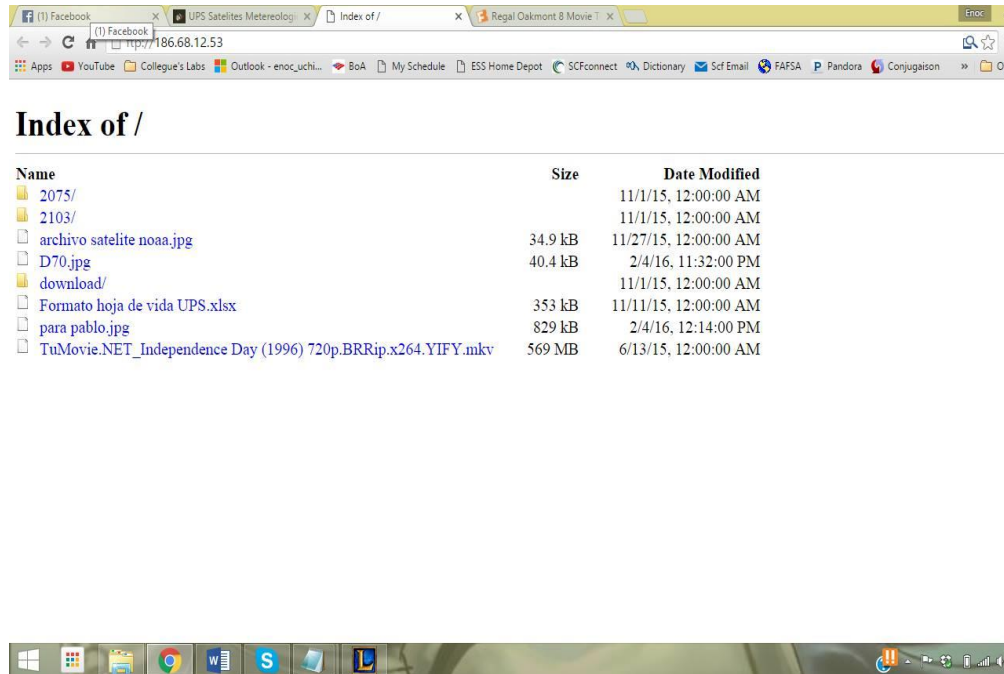 (1) Facebook UPS Satelites Metereologi Index of / Regal Oakmont 8 Movie T Enoc
(1) Facebook
186.68.12.53
Apps YouTube Collegue's Labs Outlook - enoc_uchi... BoA My Schedule ESS Home Depot SCFconnect Dictionary Scf Email FAFSA Pandora Conjugaison » O
Index of /
Name Size Date Modified
2075/ 11/1/15, 12:00:00 AM
2103/ 11/1/15, 12:00:00 AM
archivo satelite noaa.jpg 34.9 kB 11/27/15, 12:00:00 AM
D70.jpg 40.4 kB 2/4/16, 11:32:00 PM
download/ 11/1/15, 12:00:00 AM
Formato hoja de vida UPS.xlsx 353 kB 11/11/15, 12:00:00 AM
para pablo.jpg 829 kB 2/4/16, 12:14:00 PM
TuMovie.NET_Independence Day (1996) 720p.BRRip.x264.YIFY.mkv 569 MB 6/13/15, 12:00:00 AM